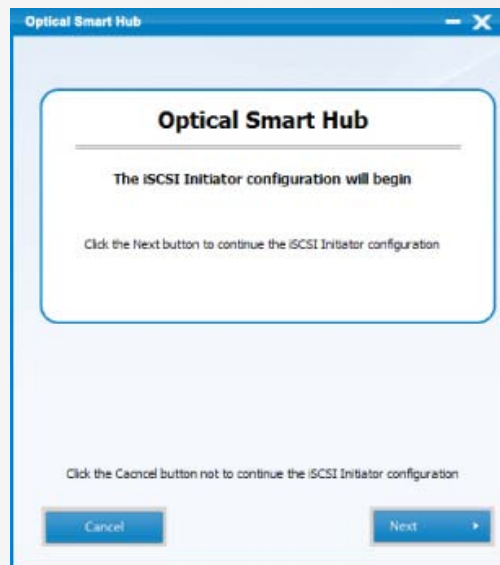 Optical Smart Hub
Optical Smart Hub
The iSCSI Initiator configuration will begin
Click the Next button to continue the iSCSI Initiator configuration
Click the Cacncel button not to continue the iSCSI Initiator configuration
Cancel
Next